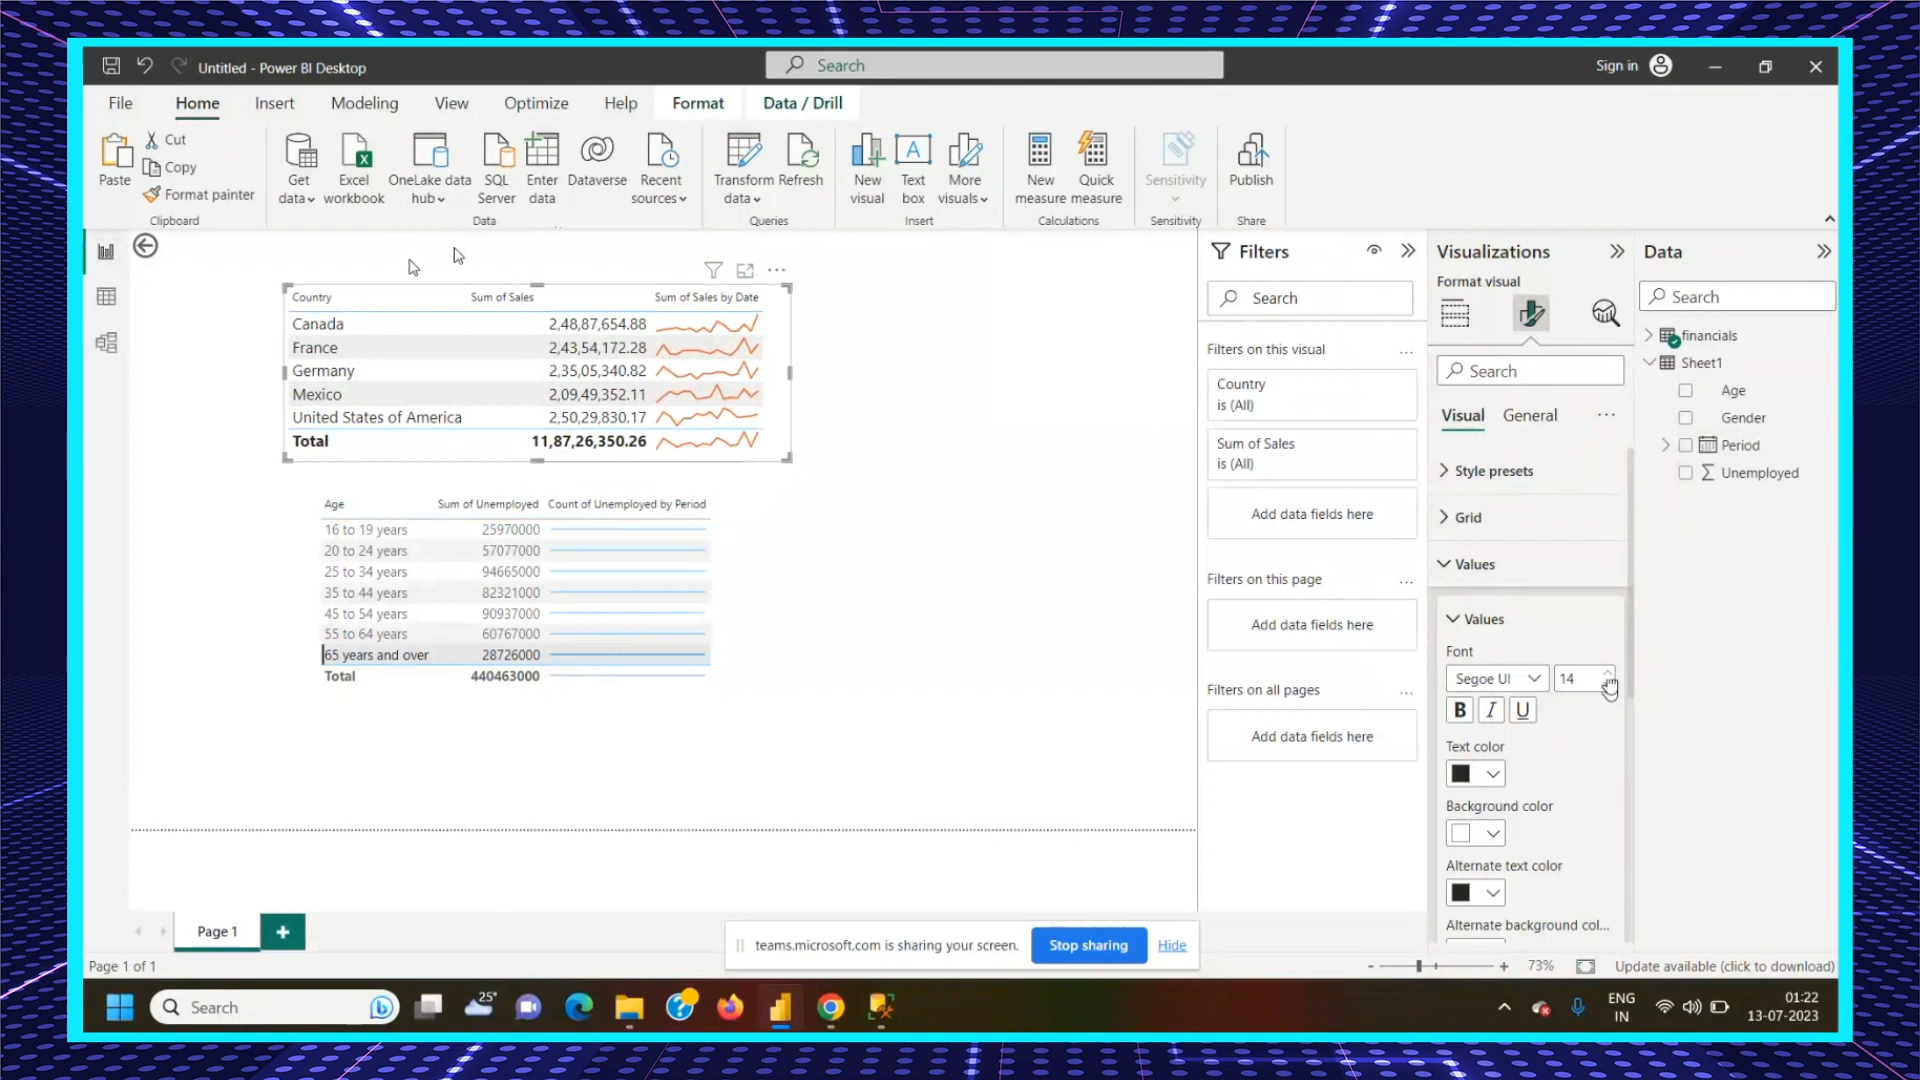 Untitled - Power BI Desktop
Search
Sign in
File
Home
Insert
Modeling
View
Optimize
Help
Format
Data / Drill
Paste
Cut
Copy
Format painter
Clipboard
Get data
Excel workbook
OneLake data hub
SQL Server
Enter data
Dataverse
Recent sources
Data
Transform data
Refresh
Queries
New visual
Text box
More visuals
Insert
New measure
Quick measure
Calculations
Sensitivity
Sensitivity
Publish
Share
Country Sum of Sales Sum of Sales by Date
Canada 2,48,87,654.88
France 2,43,54,172.28
Germany 2,35,05,340.82
Mexico 2,09,49,352.11
United States of America 2,50,29,830.17
Total 11,87,26,350.26
Age Sum of Unemployed Count of Unemployed by Period
16 to 19 years 25970000
20 to 24 years 57077000
25 to 34 years 94665000
35 to 44 years 82321000
45 to 54 years 90937000
55 to 64 years 60767000
65 years and over 28726000
Total 440463000
Filters
Search
Filters on this visual
Country
is (All)
Sum of Sales
is (All)
Add data fields here
Filters on this page
Add data fields here
Filters on all pages
Add data fields here
Visualizations
Format visual
Search
Visual General
Style presets
Grid
Values
Values
Font
Segoe UI 14
B I U
Text color
Background color
Alternate text color
Alternate background col...
Data
Search
financials
Sheet1
Age
Gender
Period
Unemployed
Page 1
teams.microsoft.com is sharing your screen. Stop sharing Hide
Page 1 of 1
- + 73%
Update available (click to download)
Search
25°
ENG
IN
01:22
13-07-2023